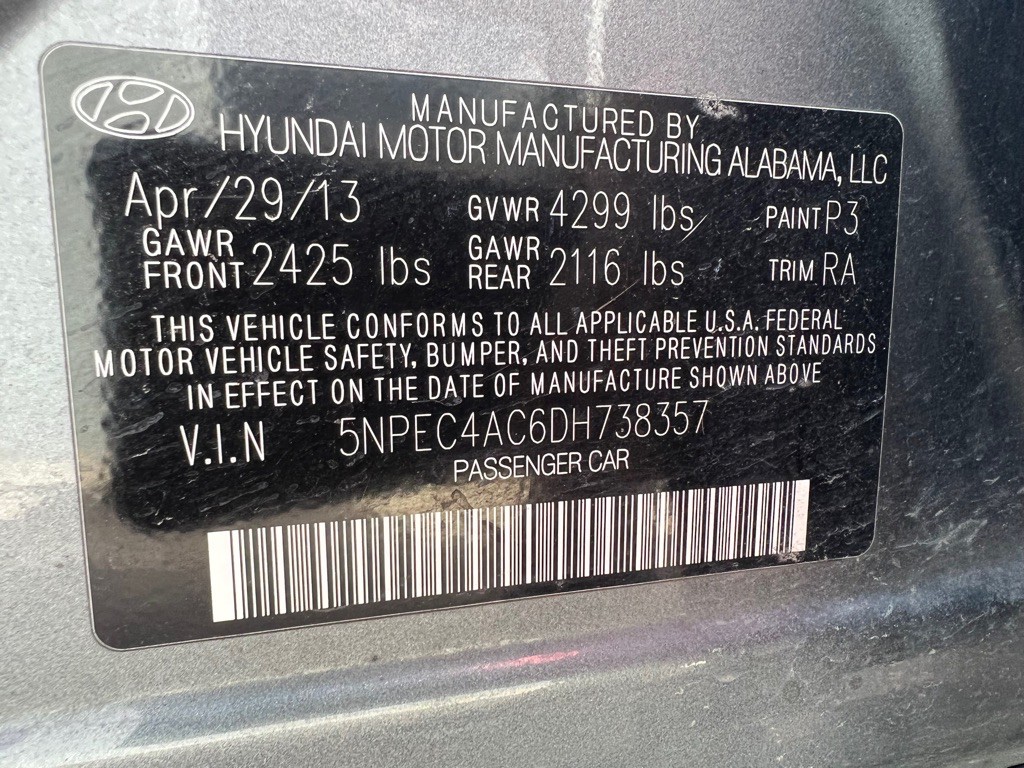 MANUFACTURED BY
HYUNDAI MOTOR MANUFACTURING ALABAMA, LLC
Apr/29/13 GVWR 4299 lbs PAINT P3
GAWR FRONT 2425 lbs GAWR REAR 2116 lbs TRIM RA
THIS VEHICLE CONFORMS TO ALL APPLICABLE U.S.A. FEDERAL
MOTOR VEHICLE SAFETY, BUMPER, AND THEFT PREVENTION STANDARDS
IN EFFECT ON THE DATE OF MANUFACTURE SHOWN ABOVE
V.I.N 5NPEC4AC6DH738357
PASSENGER CAR